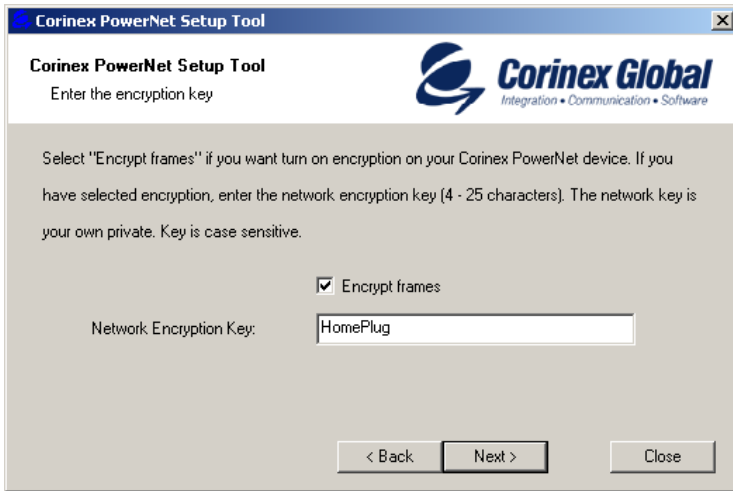 Corinex PowerNet Setup Tool
Corinex PowerNet Setup Tool
Enter the encryption key
Corinex Global
Integration • Communication • Software
Select "Encrypt frames" if you want turn on encryption on your Corinex PowerNet device. If you
have selected encryption, enter the network encryption key (4 - 25 characters). The network key is
your own private. Key is case sensitive.
Encrypt frames
Network Encryption Key: HomePlug
< Back Next > Close